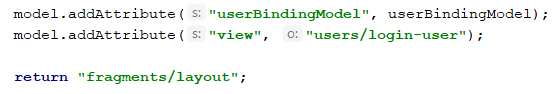 model.addAttribute( s: "userBindingModel", userBindingModel);
model.addAttribute( s: "view", o: "users/login-user");
return "fragments/layout";